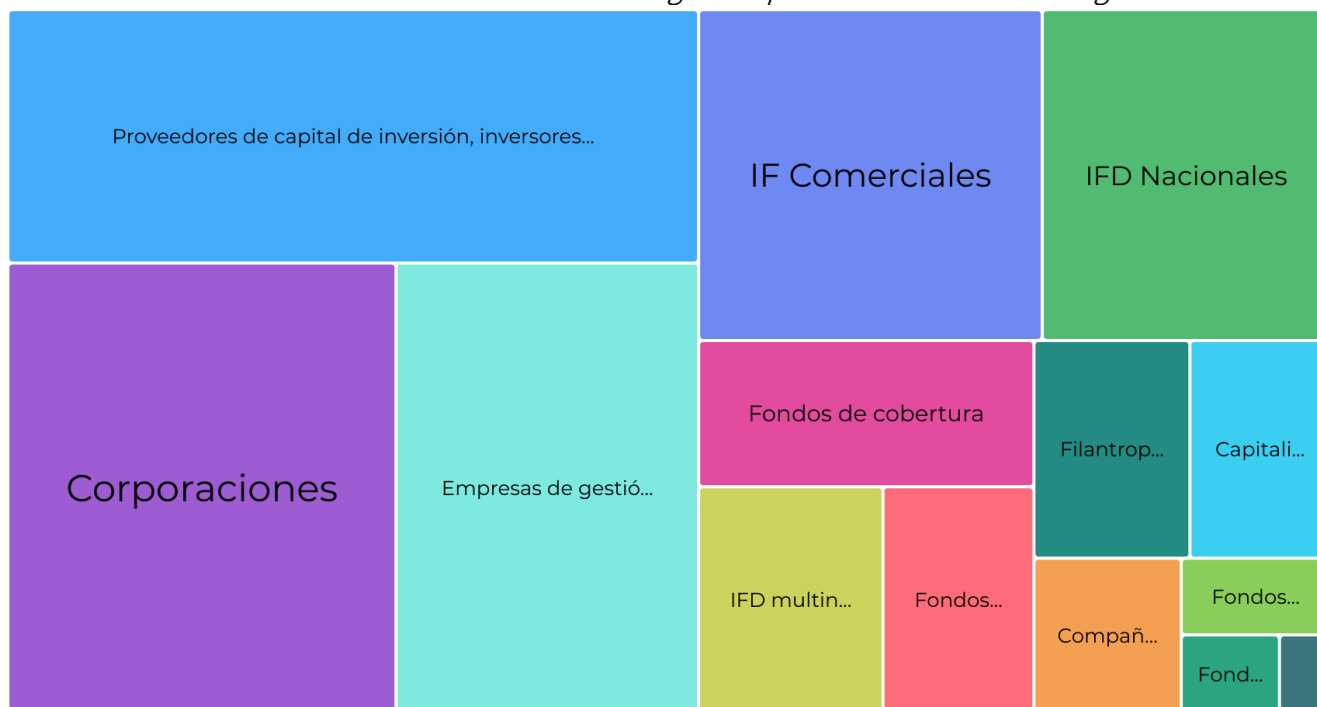 Proveedores de capital de inversión, inversores...
IF Comerciales
IFD Nacionales
Corporaciones
Empresas de gestió...
Fondos de cobertura
Filantrop...
Capitali...
IFD multin...
Fondos...
Compañ...
Fondos...
Fond...